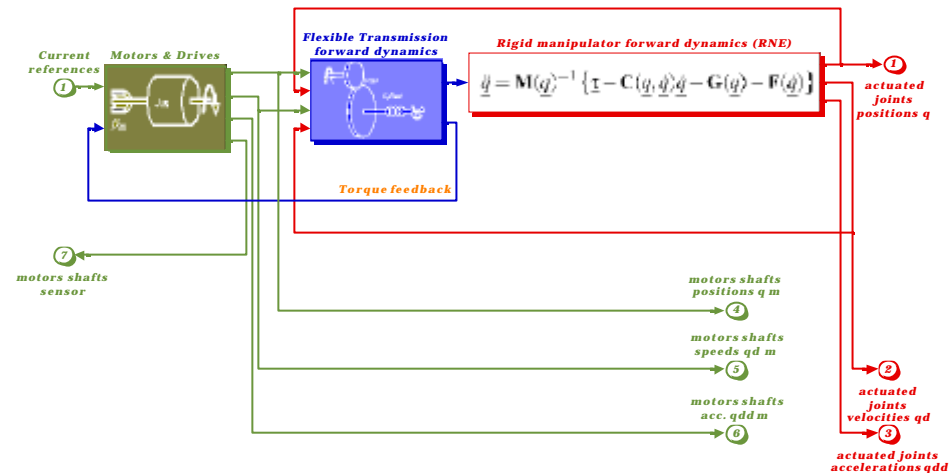 Flexible Transmission
forward dynamics
Rigid manipulator forward dynamics (RNE)
Current
references
Motors & Drives
1
1
actuated
joints
positions q
q̈ = M(q)⁻¹ {τ − C(q, q̇)q̇ − G(q) − F(q̇)}
Torque feedback
7
motors shafts
sensor
motors shafts
positions q m
4
motors shafts
speeds qd m
5
2
actuated
joints
velocities qd
motors shafts
acc. qdd m
6
3
actuated joints
accelerations qdd